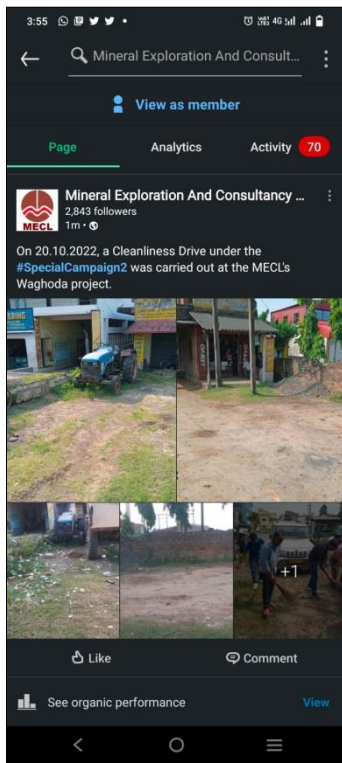 3:55
4G
Mineral Exploration And Consult...
View as member
Page
Analytics
Activity 70
MECL
Mineral Exploration And Consultancy ...
2,843 followers
1m •
On 20.10.2022, a Cleanliness Drive under the
#SpecialCampaign2 was carried out at the MECL's
Waghoda project.
+1
Like
Comment
See organic performance
View